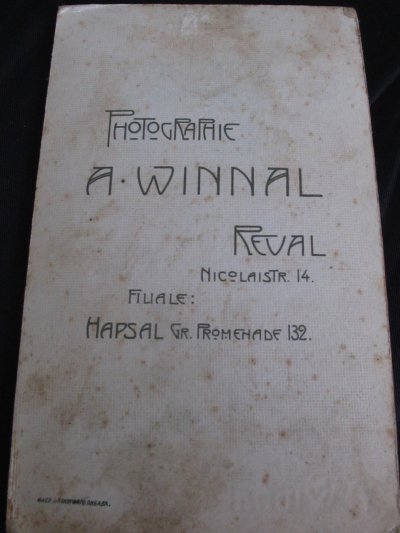 PHOTOGRAPHIE
A. WINNAL
REVAL
NICOLAISTR. 14.
FILIALE:
HAPSAL GR. PROMENADE 132.